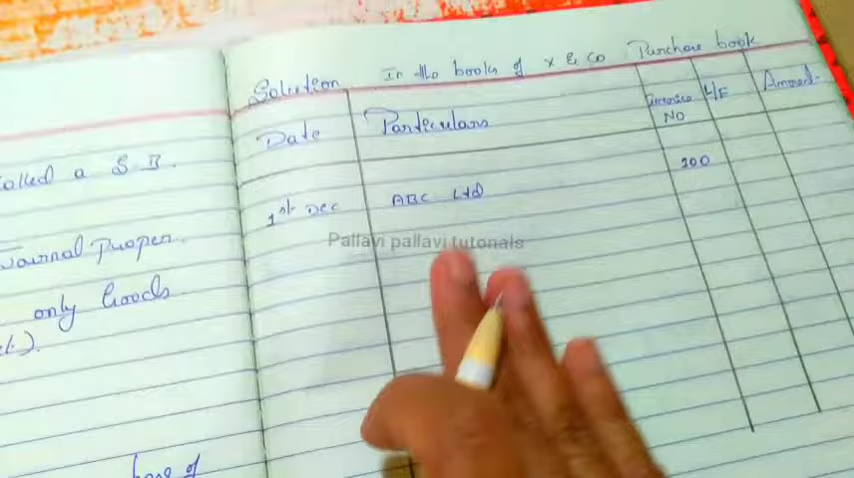 Solution In the books of X & Co Purchase book
Date Particulars Invoice No L/F Amount
1st Dec ABC Ltd 100
called a S.B.
Journal Proper.
only Goods
Pallavi pallavi tutorials